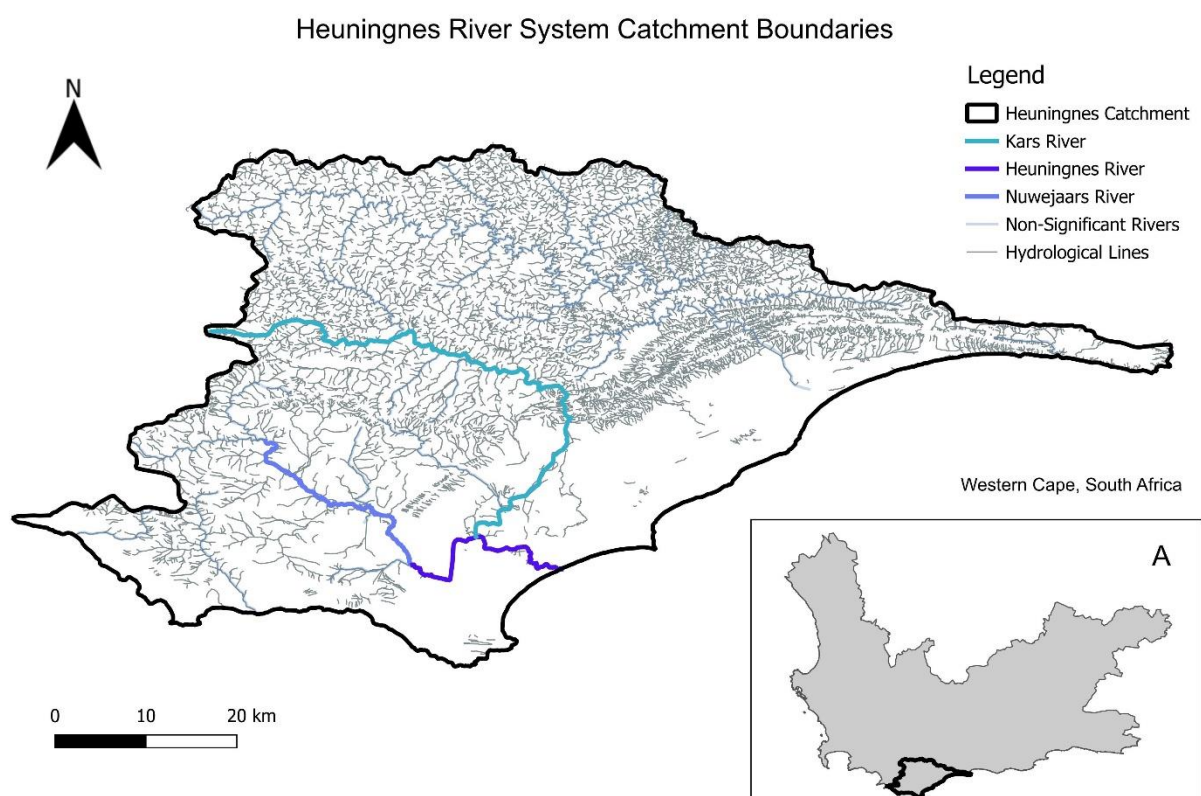 Heuningnes River System Catchment Boundaries
N
Legend
Heuningnes Catchment
Kars River
Heuningnes River
Nuwejaars River
Non-Significant Rivers
Hydrological Lines
Western Cape, South Africa
A
0 10 20 km